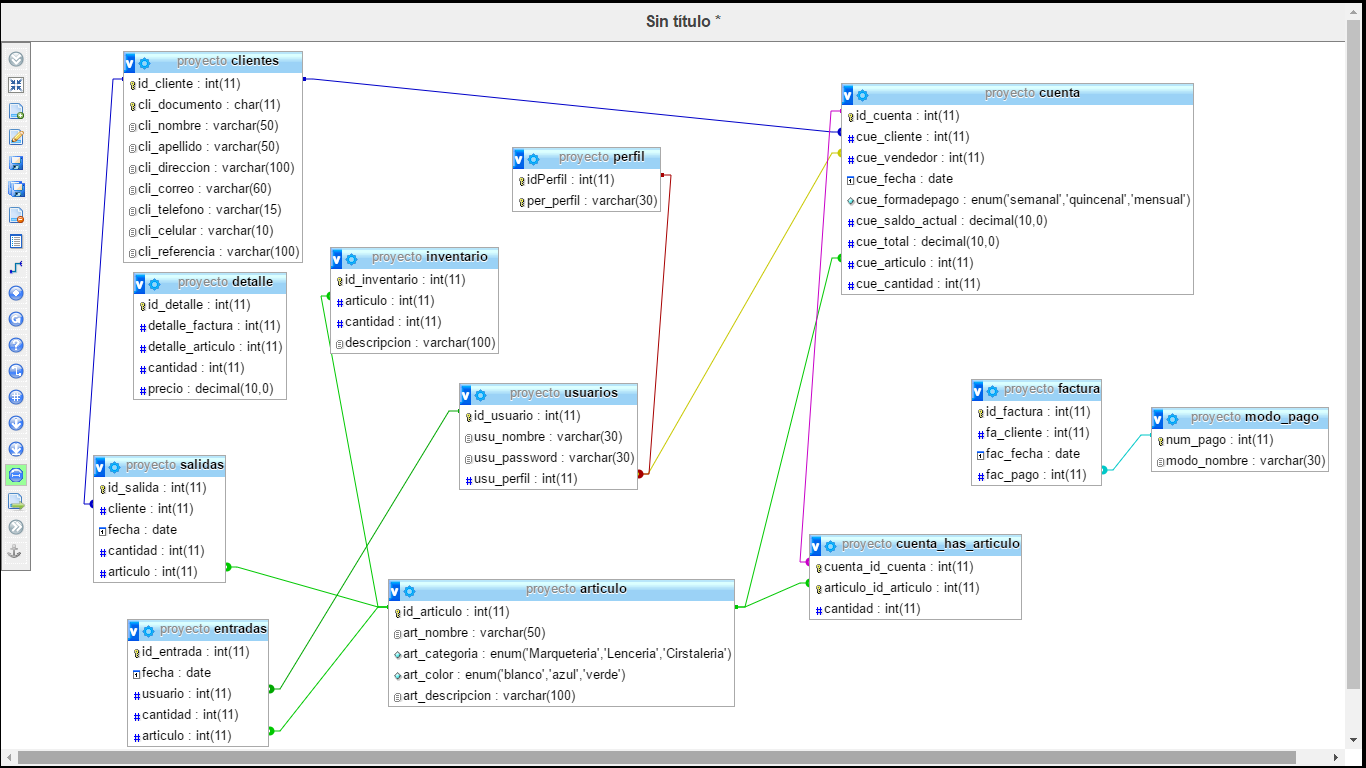 Sin título *
proyecto clientes
id_cliente : int(11)
cli_documento : char(11)
cli_nombre : varchar(50)
cli_apellido : varchar(50)
cli_direccion : varchar(100)
cli_correo : varchar(60)
cli_telefono : varchar(15)
cli_celular : varchar(10)
cli_referencia : varchar(100)
proyecto cuenta
id_cuenta : int(11)
cue_cliente : int(11)
cue_vendedor : int(11)
cue_fecha : date
cue_formadepago : enum('semanal','quincenal','mensual')
cue_saldo_actual : decimal(10,0)
cue_total : decimal(10,0)
cue_articulo : int(11)
cue_cantidad : int(11)
proyecto perfil
idPerfil : int(11)
per_perfil : varchar(30)
proyecto inventario
id_inventario : int(11)
articulo : int(11)
cantidad : int(11)
descripcion : varchar(100)
proyecto detalle
id_detalle : int(11)
detalle_factura : int(11)
detalle_articulo : int(11)
cantidad : int(11)
precio : decimal(10,0)
proyecto usuarios
id_usuario : int(11)
usu_nombre : varchar(30)
usu_password : varchar(30)
usu_perfil : int(11)
proyecto factura
id_factura : int(11)
fa_cliente : int(11)
fac_fecha : date
fac_pago : int(11)
proyecto modo_pago
num_pago : int(11)
modo_nombre : varchar(30)
proyecto salidas
id_salida : int(11)
cliente : int(11)
fecha : date
cantidad : int(11)
articulo : int(11)
proyecto cuenta_has_articulo
cuenta_id_cuenta : int(11)
articulo_id_articulo : int(11)
cantidad : int(11)
proyecto articulo
id_articulo : int(11)
art_nombre : varchar(50)
art_categoria : enum('Marqueteria','Lenceria','Cirstaleria')
art_color : enum('blanco','azul','verde')
art_descripcion : varchar(100)
proyecto entradas
id_entrada : int(11)
fecha : date
usuario : int(11)
cantidad : int(11)
articulo : int(11)